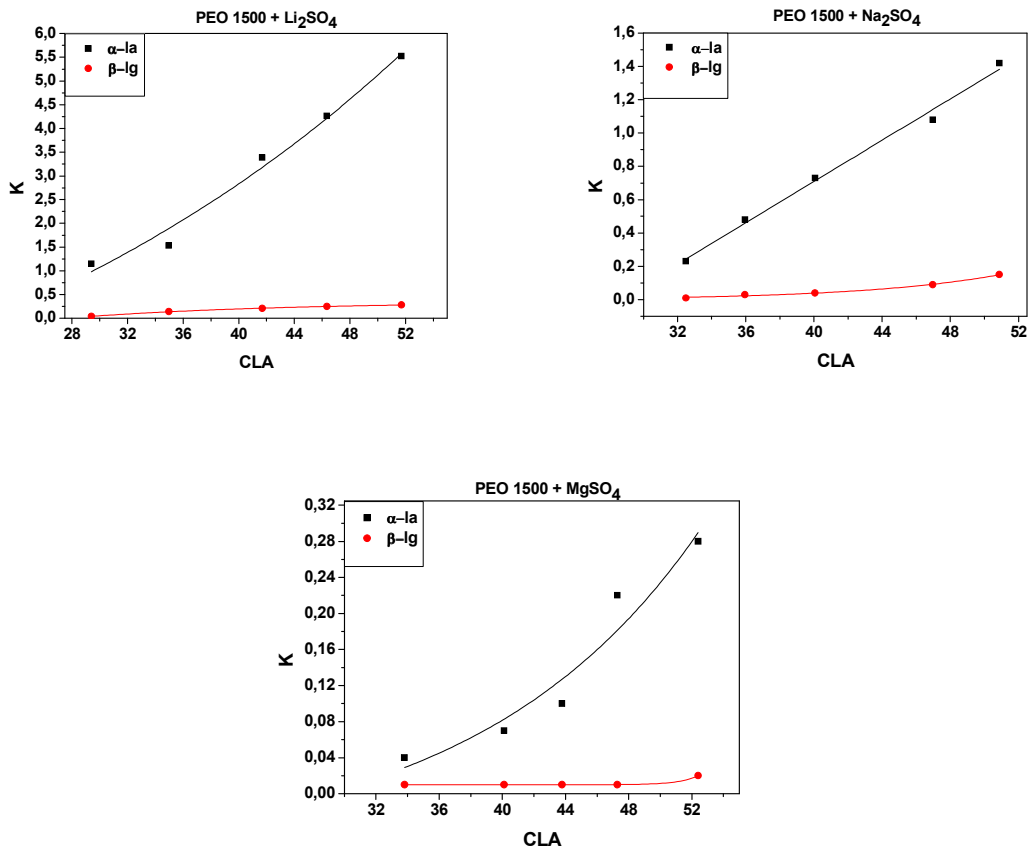 PEO 1500 + Li₂SO₄
6,0
5,5
5,0
4,5
4,0
3,5
3,0
2,5
2,0
1,5
1,0
0,5
0,0
K
α–la
β–lg
28 32 36 40 44 48 52
CLA
PEO 1500 + Na₂SO₄
1,6
1,4
1,2
1,0
0,8
0,6
0,4
0,2
0,0
K
α–la
β–lg
32 36 40 44 48 52
CLA
PEO 1500 + MgSO₄
0,32
0,28
0,24
0,20
0,16
0,12
0,08
0,04
0,00
K
α–la
β–lg
32 36 40 44 48 52
CLA